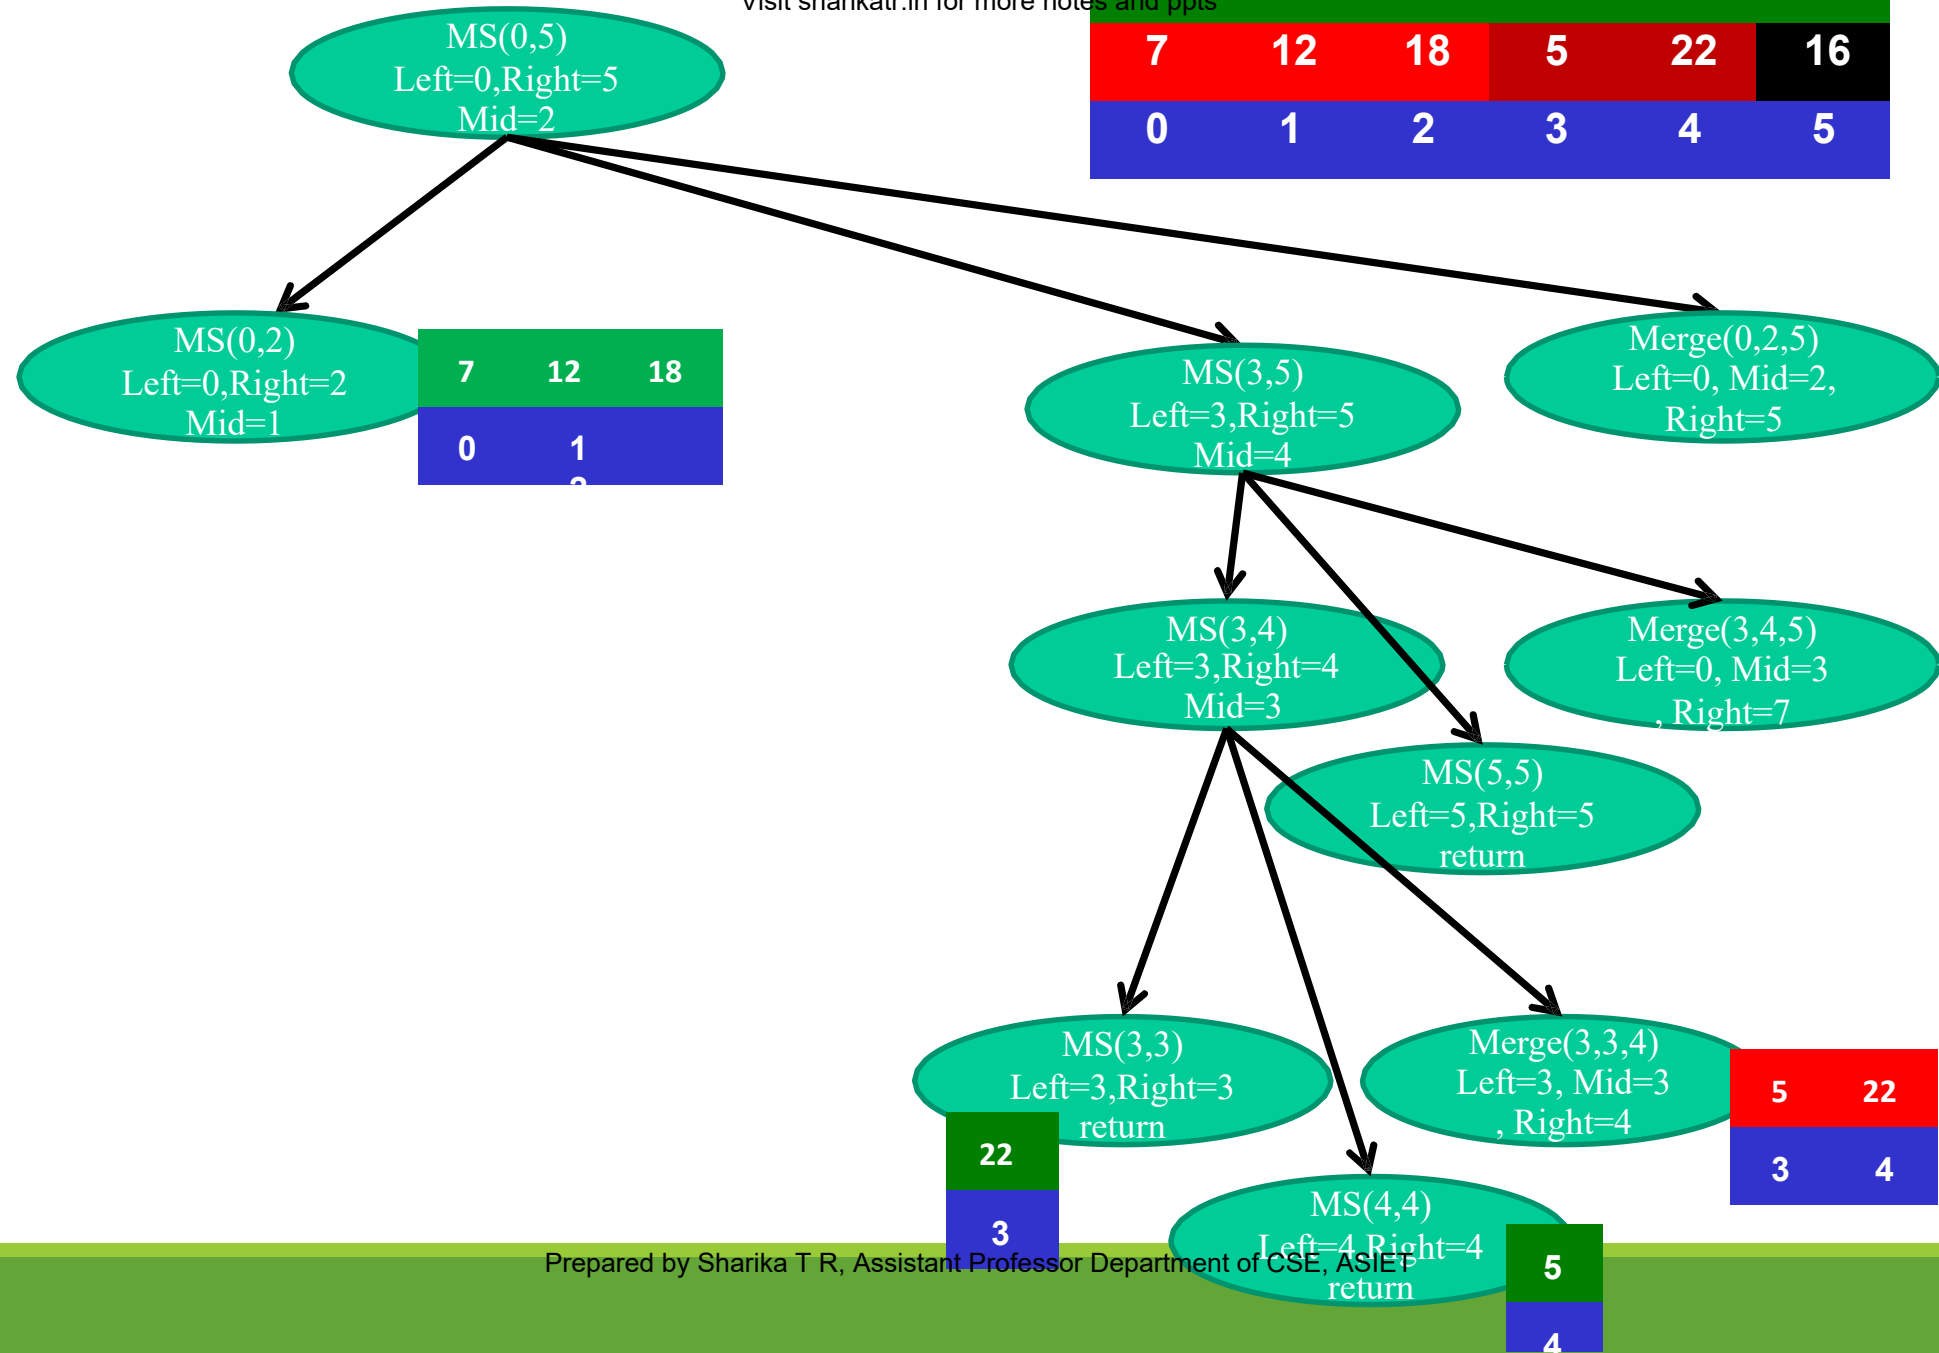 Visit sharikatr.in for more notes and ppts
MS(0,5)
Left=0,Right=5
Mid=2
7 12 18 5 22 16
0 1 2 3 4 5
MS(0,2)
Left=0,Right=2
Mid=1
7 12 18
0 1
2
MS(3,5)
Left=3,Right=5
Mid=4
Merge(0,2,5)
Left=0, Mid=2,
Right=5
MS(3,4)
Left=3,Right=4
Mid=3
Merge(3,4,5)
Left=0, Mid=3
, Right=7
MS(5,5)
Left=5,Right=5
return
MS(3,3)
Left=3,Right=3
return
22
3
Merge(3,3,4)
Left=3, Mid=3
, Right=4
5 22
3 4
MS(4,4)
Left=4,Right=4
return
5
4
Prepared by Sharika T R, Assistant Professor Department of CSE, ASIET